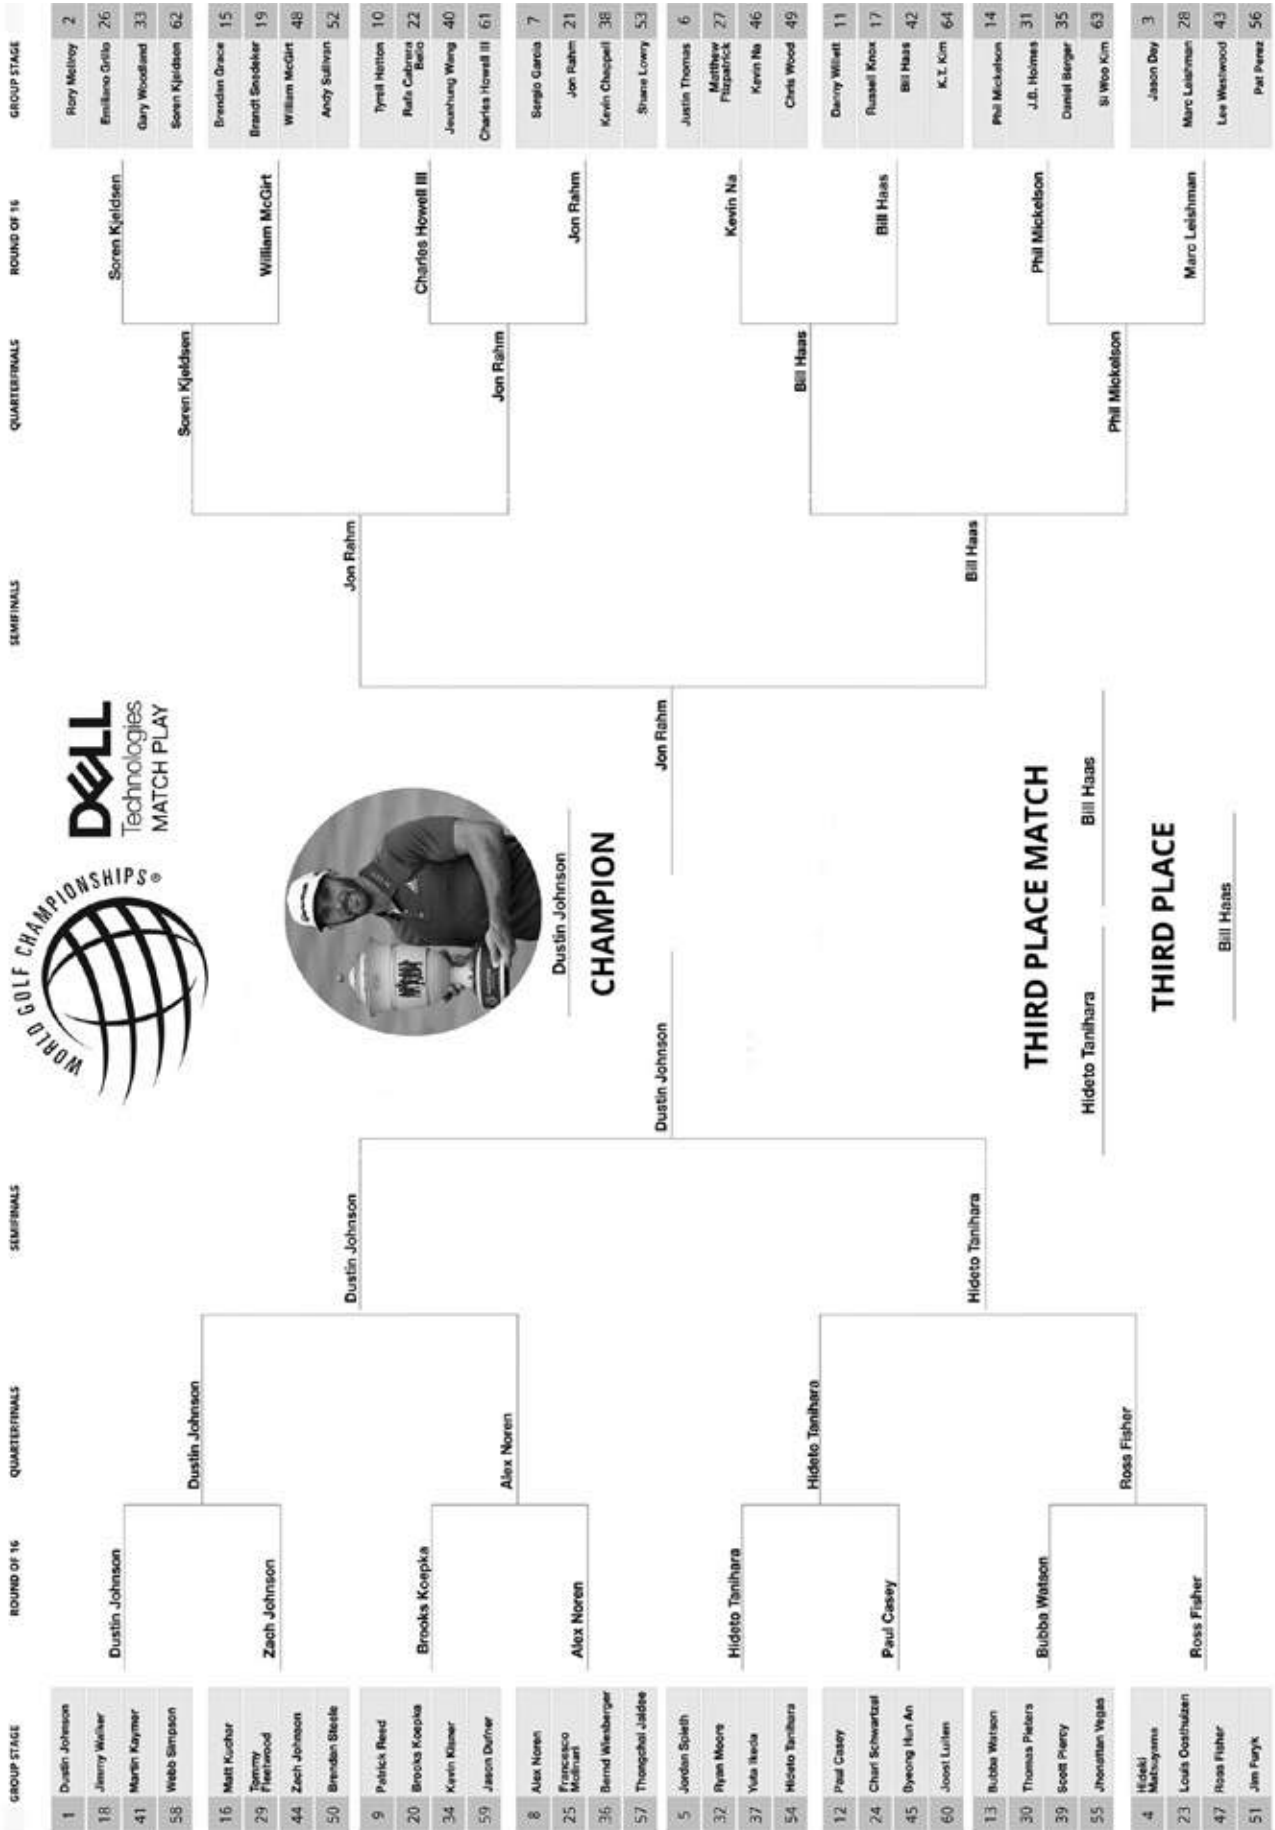 GROUP STAGE
ROUND OF 16
QUARTERFINALS
SEMIFINALS
SEMIFINALS
QUARTERFINALS
ROUND OF 16
GROUP STAGE
WORLD GOLF CHAMPIONSHIPS®
DELL
Technologies
MATCH PLAY
1 Dustin Johnson
18 Jimmy Walker
41 Martin Kaymer
58 Webb Simpson
16 Matt Kuchar
29 Tommy
Fleetwood
44 Zach Johnson
50 Brendan Steele
9 Patrick Reed
20 Brooks Koepka
34 Kevin Kisner
59 Jason Dufner
8 Alex Noren
25 Francesco
Molinari
36 Bernd Wiesberger
57 Thongchai Jaidee
5 Jordan Spieth
32 Ryan Moore
37 Yuta Ikeda
54 Hideto Tanihara
12 Paul Casey
24 Charl Schwartzel
45 Byeong Hun An
60 Joost Luiten
13 Bubba Watson
30 Thomas Pieters
39 Scott Piercy
55 Jhonattan Vegas
4 Hideki
Matsuyama
23 Louis Oosthuizen
47 Ross Fisher
51 Jim Furyk
Dustin Johnson
Zach Johnson
Brooks Koepka
Alex Noren
Hideto Tanihara
Paul Casey
Bubba Watson
Ross Fisher
Dustin Johnson
Alex Noren
Hideto Tanihara
Ross Fisher
Dustin Johnson
Hideto Tanihara
Dustin Johnson
Dustin Johnson
CHAMPION
Jon Rahm
THIRD PLACE MATCH
Hideto Tanihara
Bill Haas
THIRD PLACE
Bill Haas
Jon Rahm
Bill Haas
Soren Kjeldsen
Jon Rahm
Bill Haas
Phil Mickelson
Soren Kjeldsen
William McGirt
Charles Howell III
Jon Rahm
Kevin Na
Bill Haas
Phil Mickelson
Marc Leishman
Rory McIlroy 2
Emiliano Grillo 26
Gary Woodland 33
Soren Kjeldsen 62
Brendan Grace 15
Brandt Snedeker 19
William McGirt 48
Andy Sullivan 52
Tyrrell Hatton 10
Rafa Cabrera
Bello 22
Jeunghung Wang 40
Charles Howell III 61
Sergio Garcia 7
Jon Rahm 21
Kevin Chappell 38
Shane Lowry 53
Justin Thomas 6
Matthew
Fitzpatrick 27
Kevin Na 46
Chris Wood 49
Danny Willett 11
Russell Knox 17
Bill Haas 42
K.T. Kim 64
Phil Mickelson 14
J.B. Holmes 31
Daniel Berger 35
Si Woo Kim 63
Jason Day 3
Marc Leishman 28
Lee Westwood 43
Pat Perez 56